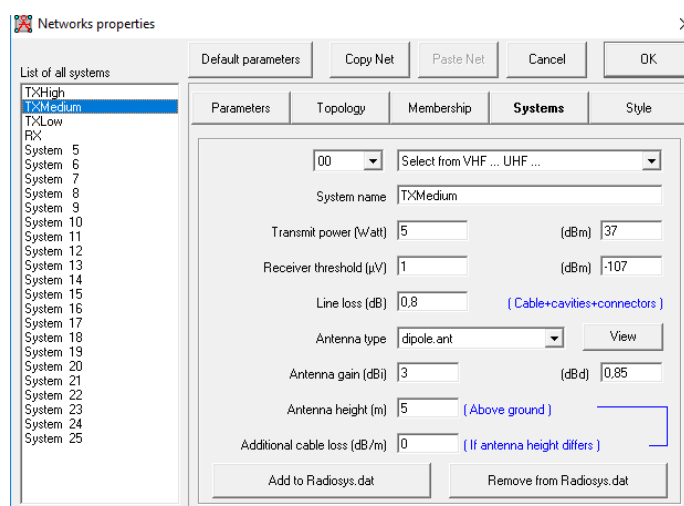 Networks properties
Default parameters Copy Net Paste Net Cancel OK
List of all systems
Parameters Topology Membership Systems Style
TXHigh
TXMedium
TXLow
RX
System 5
System 6
System 7
System 8
System 9
System 10
System 11
System 12
System 13
System 14
System 15
System 16
System 17
System 18
System 19
System 20
System 21
System 22
System 23
System 24
System 25
00 Select from VHF ... UHF ...
System name TXMedium
Transmit power (Watt) 5 (dBm) 37
Receiver threshold (µV) 1 (dBm) -107
Line loss (dB) 0,8 ( Cable+cavities+connectors )
Antenna type dipole.ant View
Antenna gain (dBi) 3 (dBd) 0,85
Antenna height (m) 5 ( Above ground )
Additional cable loss (dB/m) 0 ( If antenna height differs )
Add to Radiosys.dat Remove from Radiosys.dat